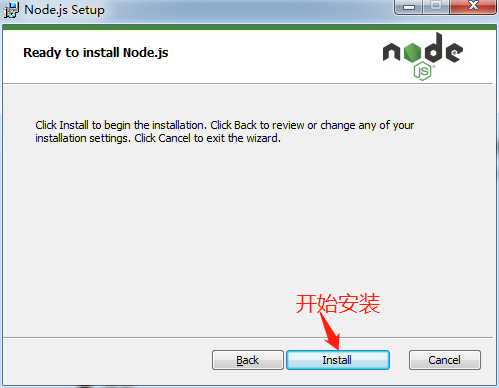 Node.js Setup
Ready to install Node.js
node
JS
Click Install to begin the installation. Click Back to review or change any of your
installation settings. Click Cancel to exit the wizard.
开始安装
Back
Install
Cancel